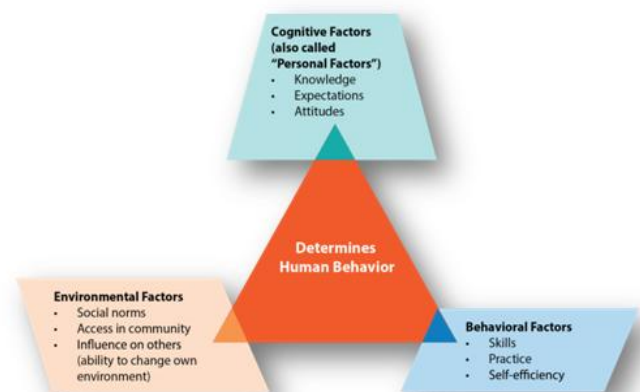 Cognitive Factors
(also called
"Personal Factors")
• Knowledge
• Expectations
• Attitudes
Determines
Human Behavior
Environmental Factors
• Social norms
• Access in community
• Influence on others
(ability to change own
environment)
Behavioral Factors
• Skills
• Practice
• Self-efficiency